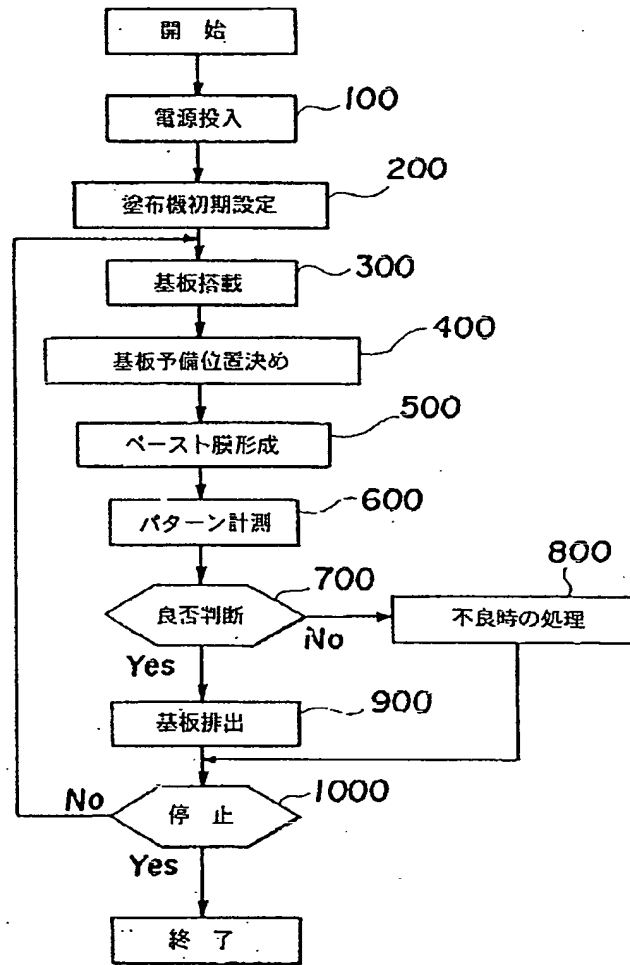 開 始
100
電源投入
200
塗布機初期設定
300
基板搭載
400
基板予備位置決め
500
ペースト膜形成
600
パターン計測
700
良否判断
No
800
不良時の処理
Yes
900
基板排出
1000
No
停 止
Yes
終 了